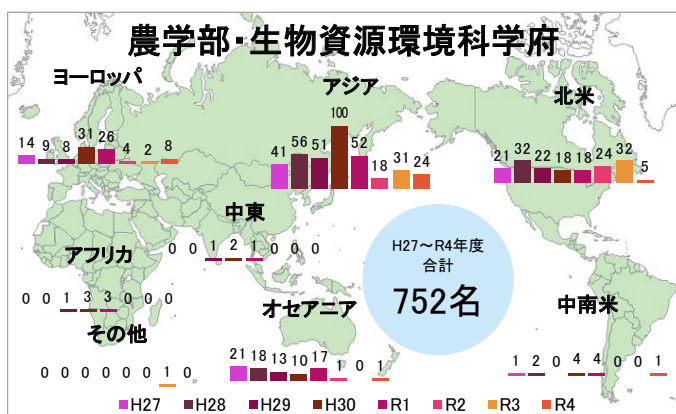 農学部・生物資源環境科学府
ヨーロッパ
14 9 8 31 26 4 2 8
アジア
41 56 51 100 52 18 31 24
北米
21 32 22 18 18 24 32 5
中東
0 0 1 2 1 0 0 0
アフリカ
0 0 1 3 3 0 0 0
H27～R4年度
合計
752名
オセアニア
21 18 13 10 17 1 0 1
中南米
1 2 0 4 4 0 0 1
その他
0 0 0 0 0 0 1 0
H27 H28 H29 H30 R1 R2 R3 R4